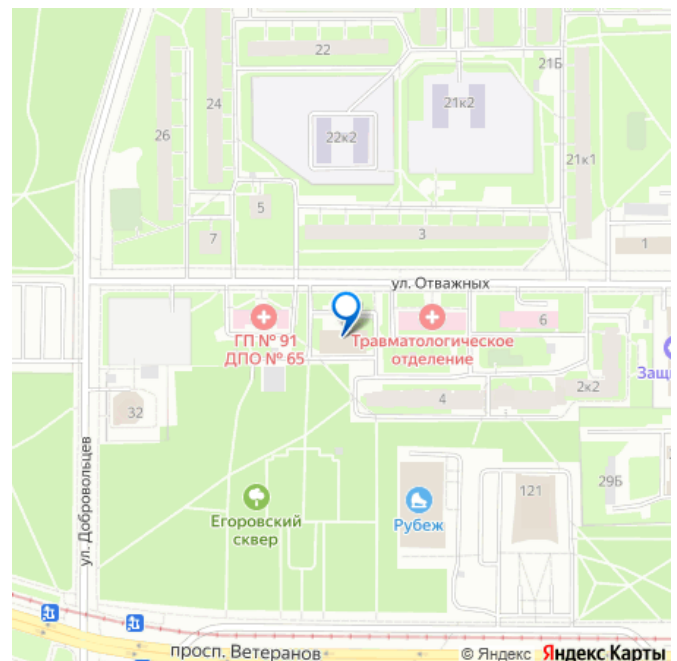 22
21Б
24
21к2
26
22к2
21к1
5
3
7
1
ул. Отважных
6
ГП № 91
ДПО № 65
Травматологическое
отделение
Защ
2к2
4
32
ул. Добровольцев
121
29Б
Рубеж
Егоровский
сквер
просп. Ветеранов
© Яндекс Яндекс Карты